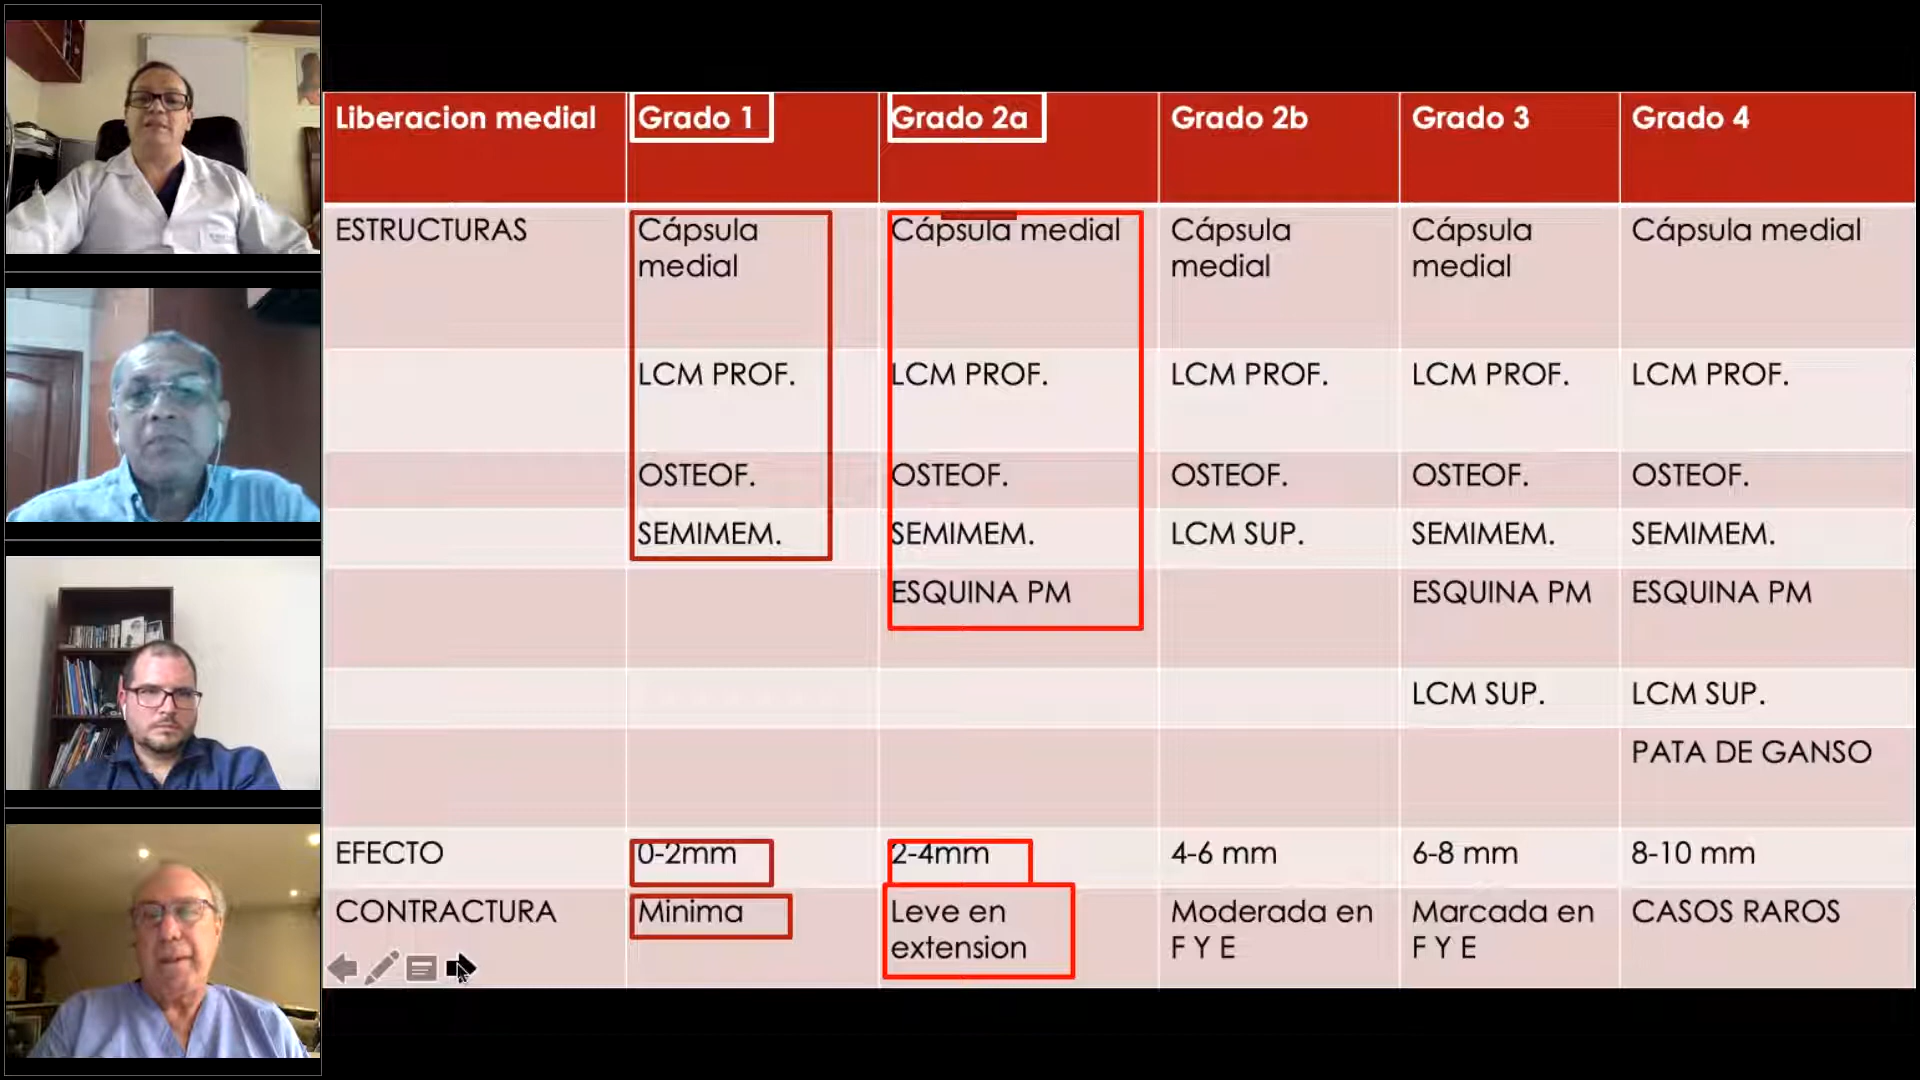 Liberacion medial Grado 1 Grado 2a Grado 2b Grado 3 Grado 4
ESTRUCTURAS Cápsula medial Cápsula medial Cápsula medial Cápsula medial Cápsula medial
LCM PROF. LCM PROF. LCM PROF. LCM PROF. LCM PROF.
OSTEOF. OSTEOF. OSTEOF. OSTEOF. OSTEOF.
SEMIMEM. SEMIMEM. LCM SUP. SEMIMEM. SEMIMEM.
ESQUINA PM ESQUINA PM ESQUINA PM
LCM SUP. LCM SUP.
PATA DE GANSO
EFECTO 0-2mm 2-4mm 4-6 mm 6-8 mm 8-10 mm
CONTRACTURA Minima Leve en extension Moderada en F Y E Marcada en F Y E CASOS RAROS